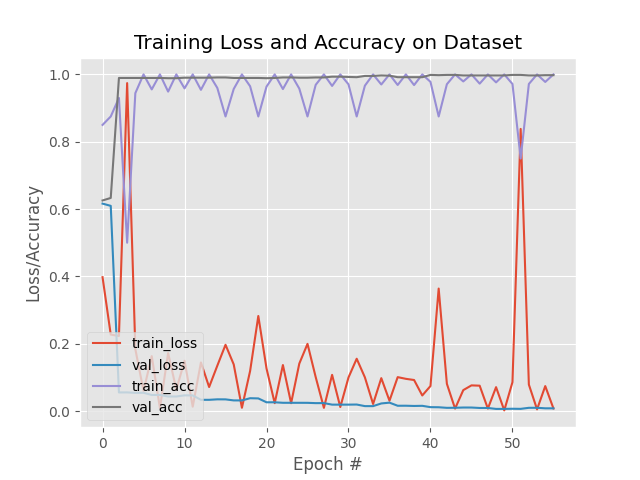 Training Loss and Accuracy on Dataset
1.0
0.8
0.6
0.4
0.2
0.0
Loss/Accuracy
train_loss
val_loss
train_acc
val_acc
0 10 20 30 40 50
Epoch #